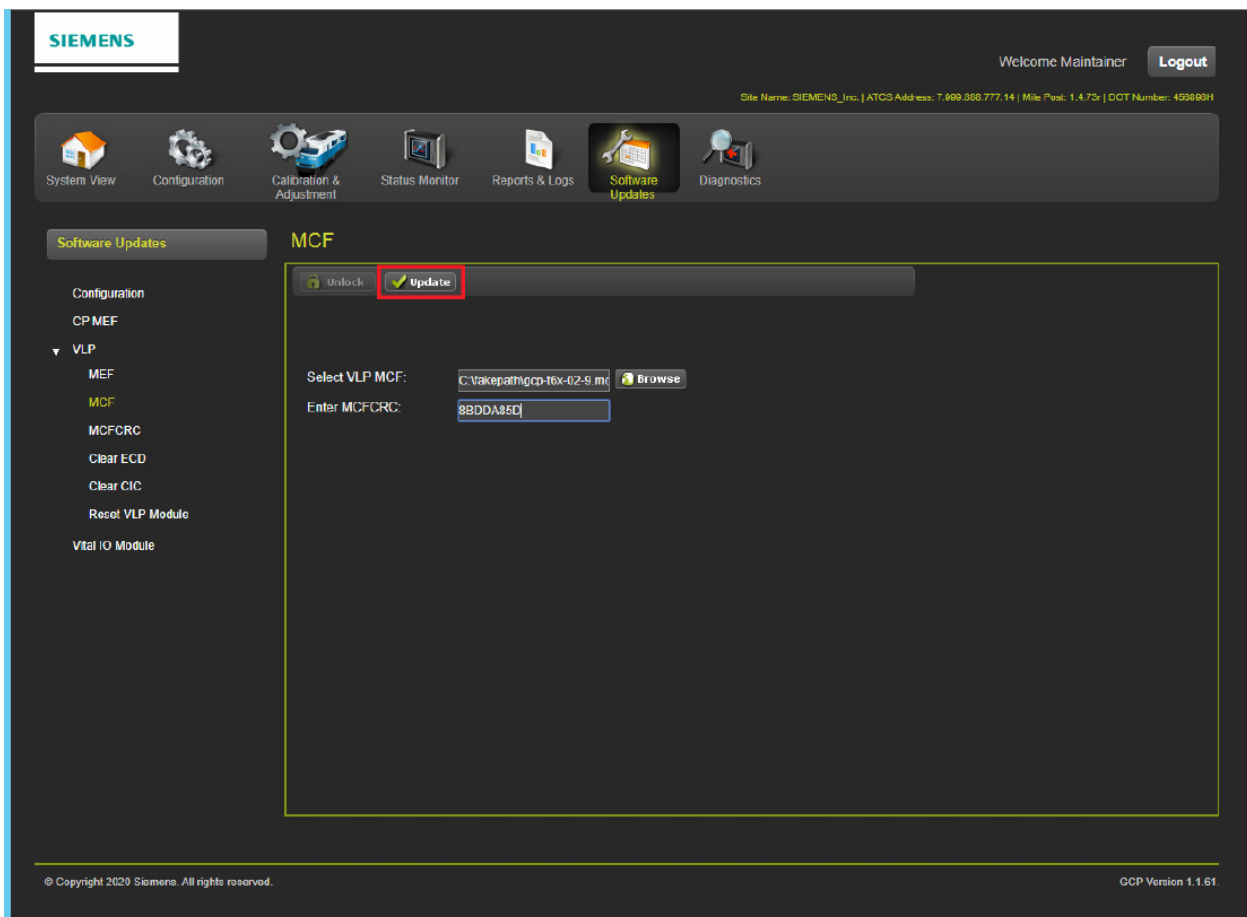 SIEMENS
Welcome Maintainer
Logout
Site Name: SIEMENS_Inc. | ATCS Address: 7.999.888.777.14 | Mile Post: 1.4.73r | DOT Number:
System View
Configuration
Calibration &
Adjustment
Status Monitor
Reports & Logs
Software
Updates
Diagnostics
Software Updates
MCF
Unlock
Update
Configuration
CP MEF
VLP
MEF
MCF
MCFCRC
Clear ECD
Clear CIC
Reset VLP Module
Vital IO Module
Select VLP MCF:
C:\fakepath\gcp-t6x-02-9.mc
Browse
Enter MCFCRC:
8BDDA85D
© Copyright 2020 Siemens. All rights reserved.
GCP Version 1.1.61.